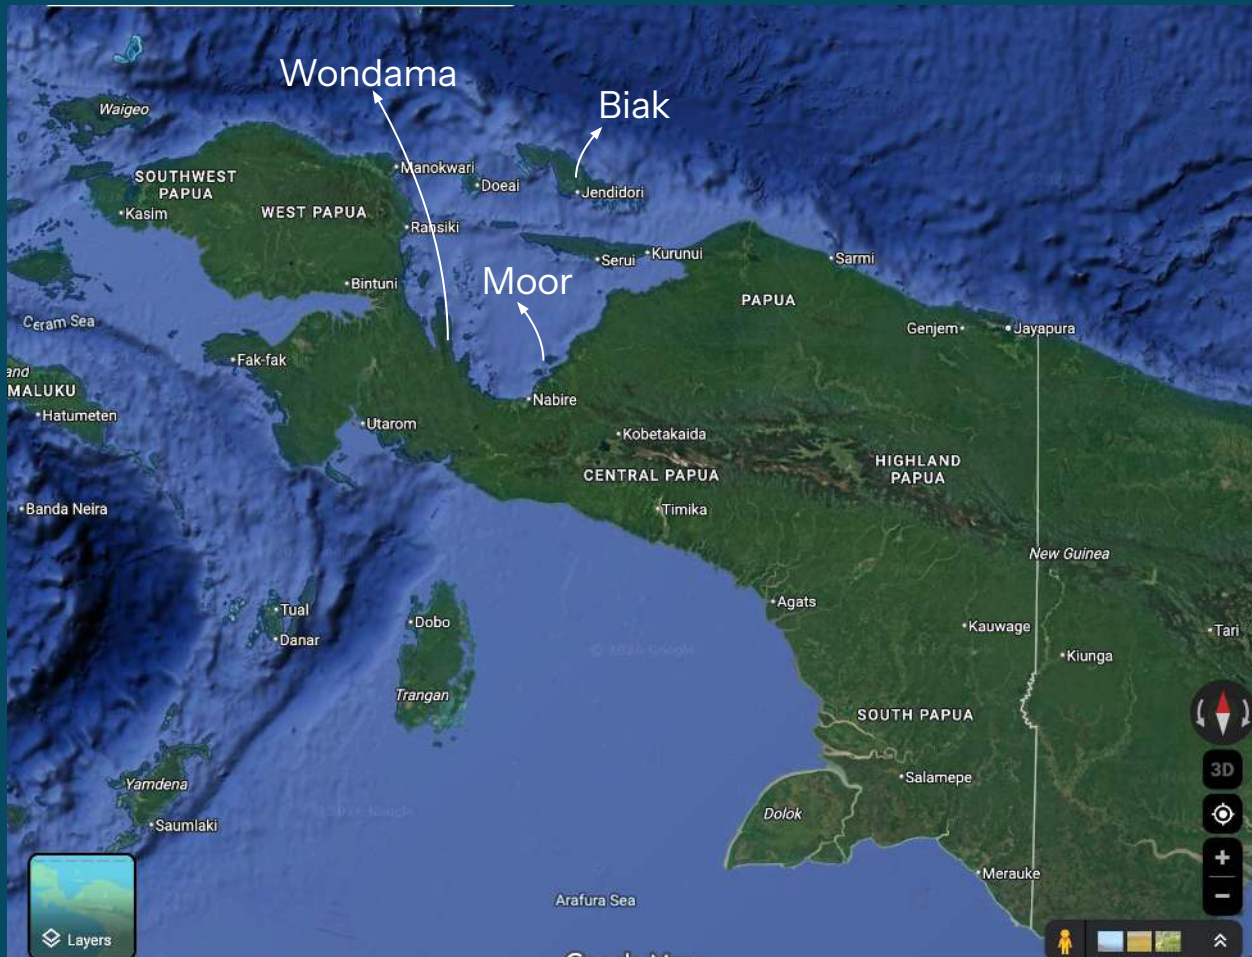 Wondama
Biak
Waigeo
Manokwari
SOUTHWEST
PAPUA
Doeai
Jendidori
Kasim
WEST PAPUA
Ransiki
Serui
Kurunui
Sarmi
Bintuni
Moor
PAPUA
Ceram Sea
Genjem
Jayapura
Fak-fak
and
MALUKU
Nabire
Hatumeten
Utarom
Kobetakaida
CENTRAL PAPUA
HIGHLAND
PAPUA
Banda Neira
Timika
New Guinea
Agats
Tual
Dobo
Kauwage
Tari
Danar
Kiunga
© 2026 Google
Trangan
SOUTH PAPUA
3D
Salamepe
Yamdena
Dolok
Saumlaki
Merauke
Arafura Sea
Layers